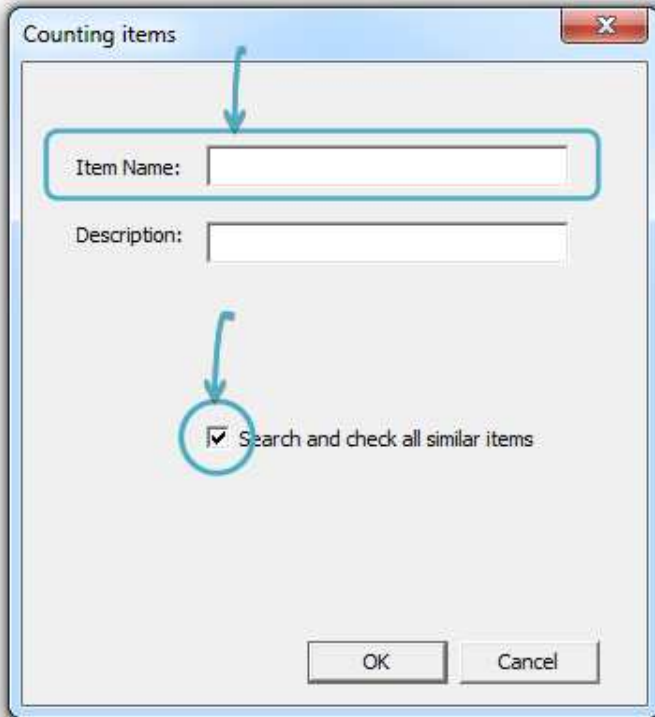 Counting items
Item Name:
Description:
Search and check all similar items
OK
Cancel